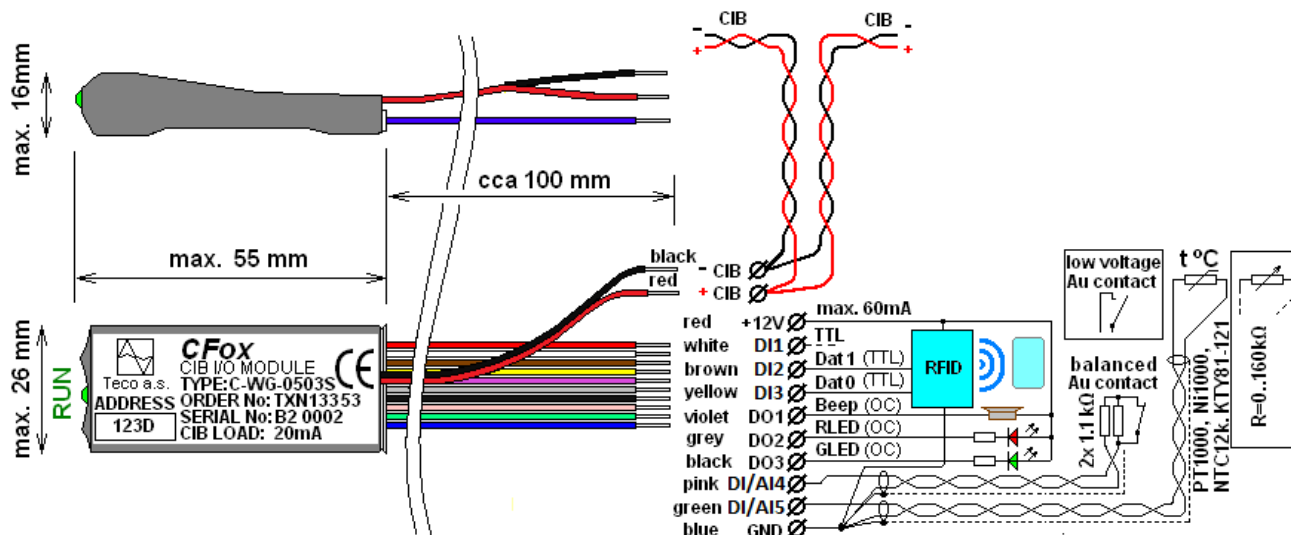 max. 16mm
cca 100 mm
max. 55 mm
max. 26 mm
RUN
CFox
CIB I/O MODULE
TYPE:C-WG-0503S
ORDER No:TXN13353
SERIAL No:B2 0002
CIB LOAD: 20mA
Teco a.s.
ADDRESS
123D
CE
- CIB
+
CIB -
+
black - CIB
red + CIB
red +12V max. 60mA
white DI1 TTL
brown DI2 Dat1 (TTL)
yellow DI3 Dat0 (TTL)
violet DO1 Beep (OC)
grey DO2 RLED (OC)
black DO3 GLED (OC)
pink DI/AI4
green DI/AI5
blue GND
RFID
low voltage
Au contact
balanced
Au contact
2x 1.1kΩ
t ºC
PT1000, Ni1000,
NTC12k,KTY81-121
R=0..160kΩ